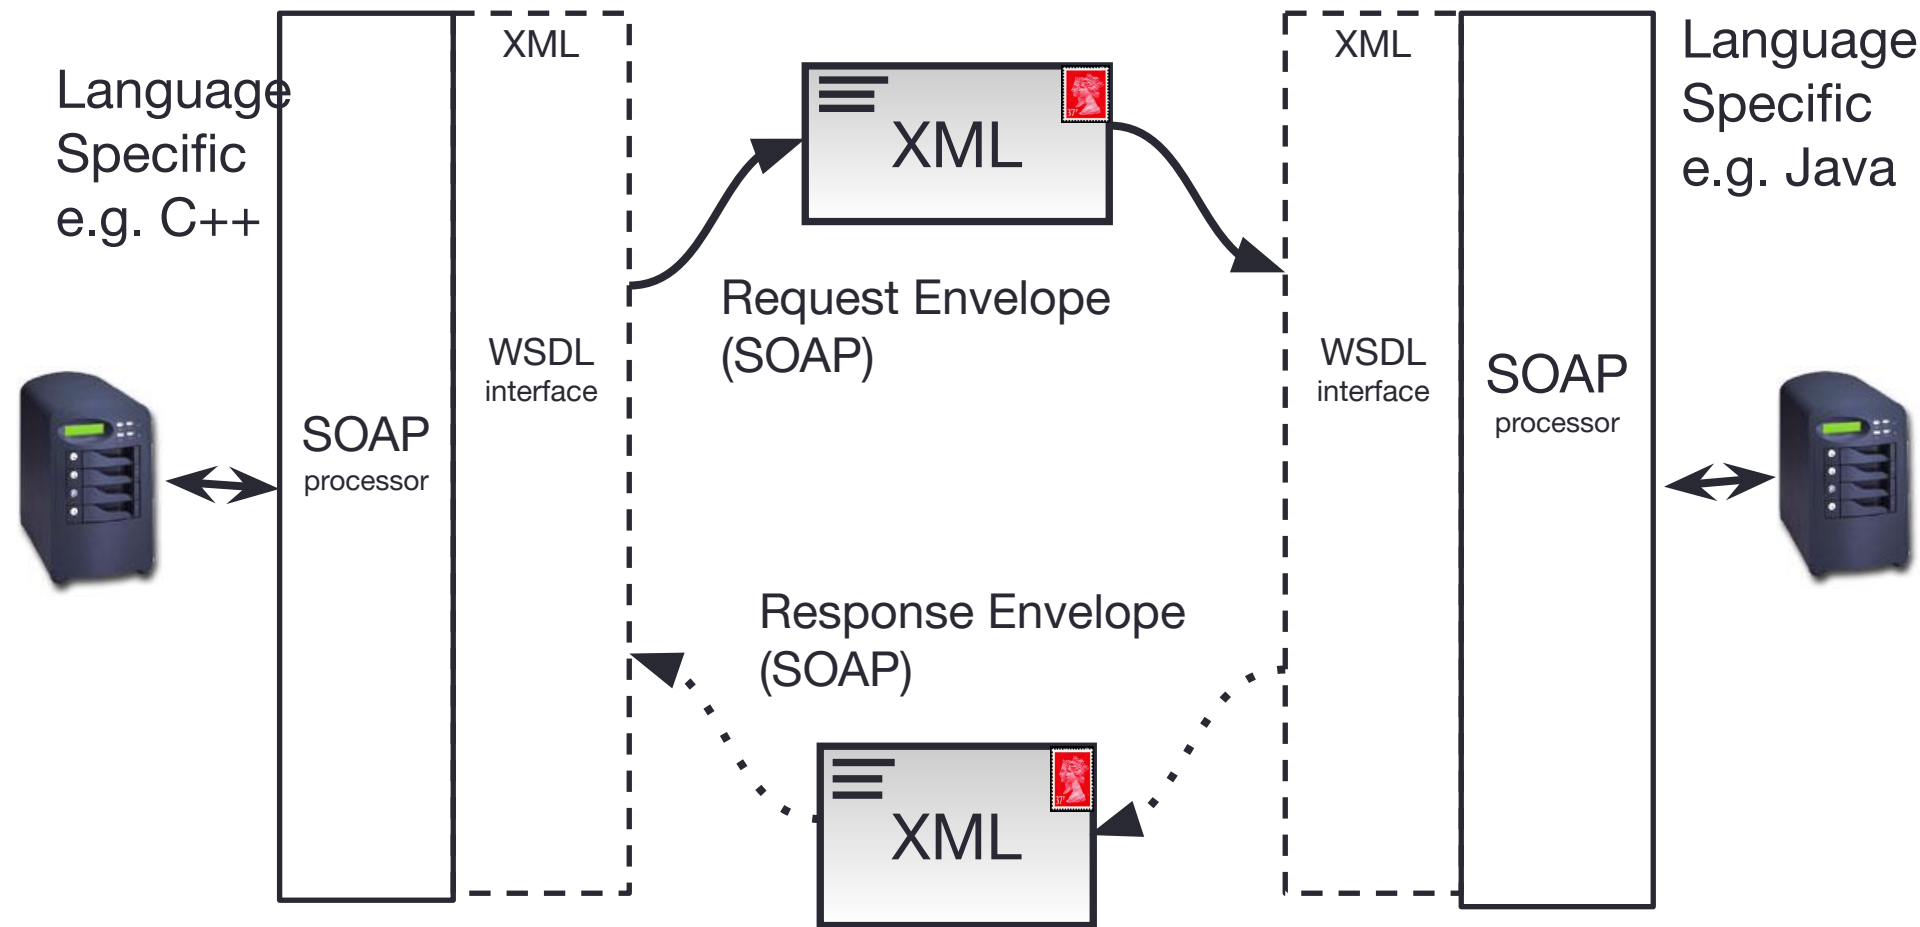 Language
Specific
e.g. C++
XML
WSDL
interface
SOAP
processor
XML
Request Envelope
(SOAP)
Response Envelope
(SOAP)
XML
XML
WSDL
interface
SOAP
processor
Language
Specific
e.g. Java